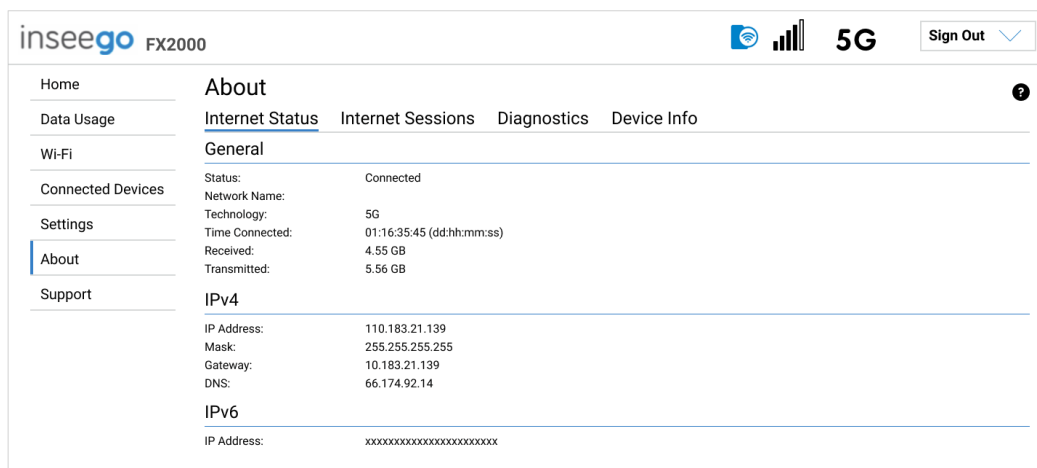 inseego FX2000
5G
Sign Out
Home
Data Usage
Wi-Fi
Connected Devices
Settings
About
Support
About
?
Internet Status Internet Sessions Diagnostics Device Info
General
Status: Connected
Network Name:
Technology: 5G
Time Connected: 01:16:35:45 (dd:hh:mm:ss)
Received: 4.55 GB
Transmitted: 5.56 GB
IPv4
IP Address: 110.183.21.139
Mask: 255.255.255.255
Gateway: 10.183.21.139
DNS: 66.174.92.14
IPv6
IP Address: xxxxxxxxxxxxxxxxxxxxxxx